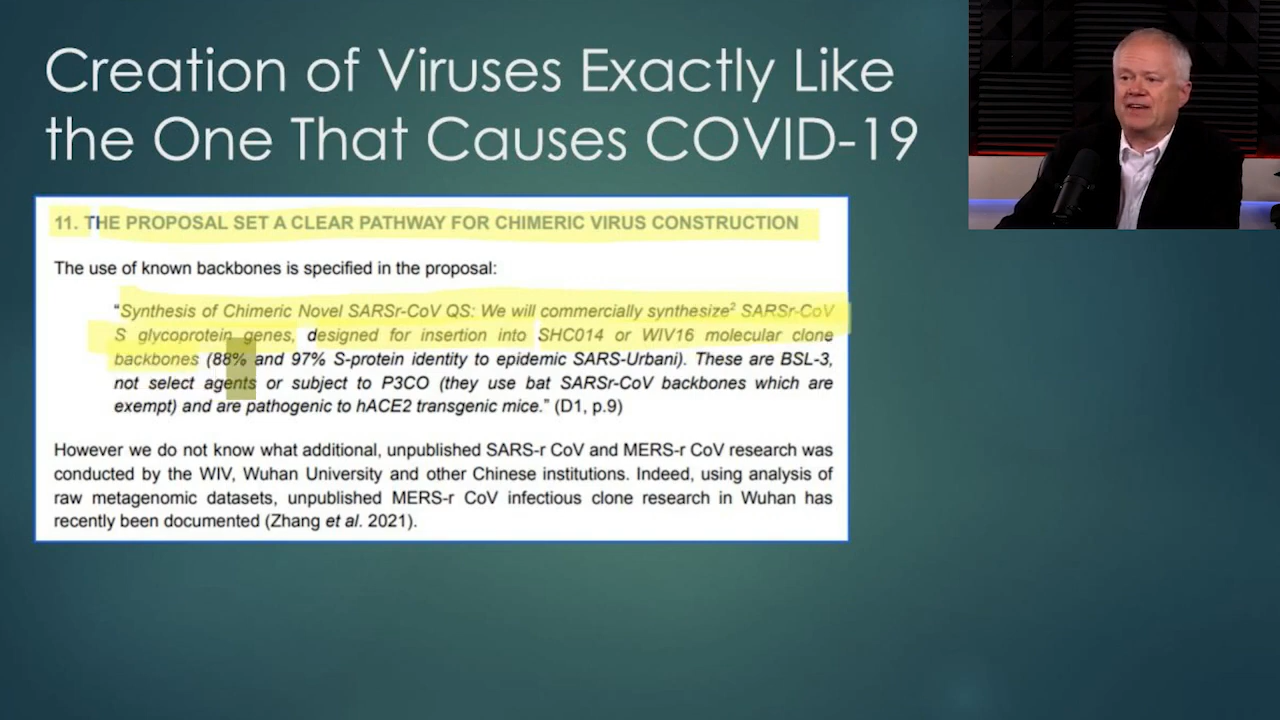 Creation of Viruses Exactly Like
the One That Causes COVID-19
11. THE PROPOSAL SET A CLEAR PATHWAY FOR CHIMERIC VIRUS CONSTRUCTION
The use of known backbones is specified in the proposal:
“Synthesis of Chimeric Novel SARSr-CoV QS: We will commercially synthesize² SARSr-CoV
S glycoprotein genes, designed for insertion into SHC014 or WIV16 molecular clone
backbones (88% and 97% S-protein identity to epidemic SARS-Urbani). These are BSL-3,
not select agents or subject to P3CO (they use bat SARSr-CoV backbones which are
exempt) and are pathogenic to hACE2 transgenic mice.” (D1, p.9)
However we do not know what additional, unpublished SARS-r CoV and MERS-r CoV research was
conducted by the WIV, Wuhan University and other Chinese institutions. Indeed, using analysis of
raw metagenomic datasets, unpublished MERS-r CoV infectious clone research in Wuhan has
recently been documented (Zhang et al. 2021).